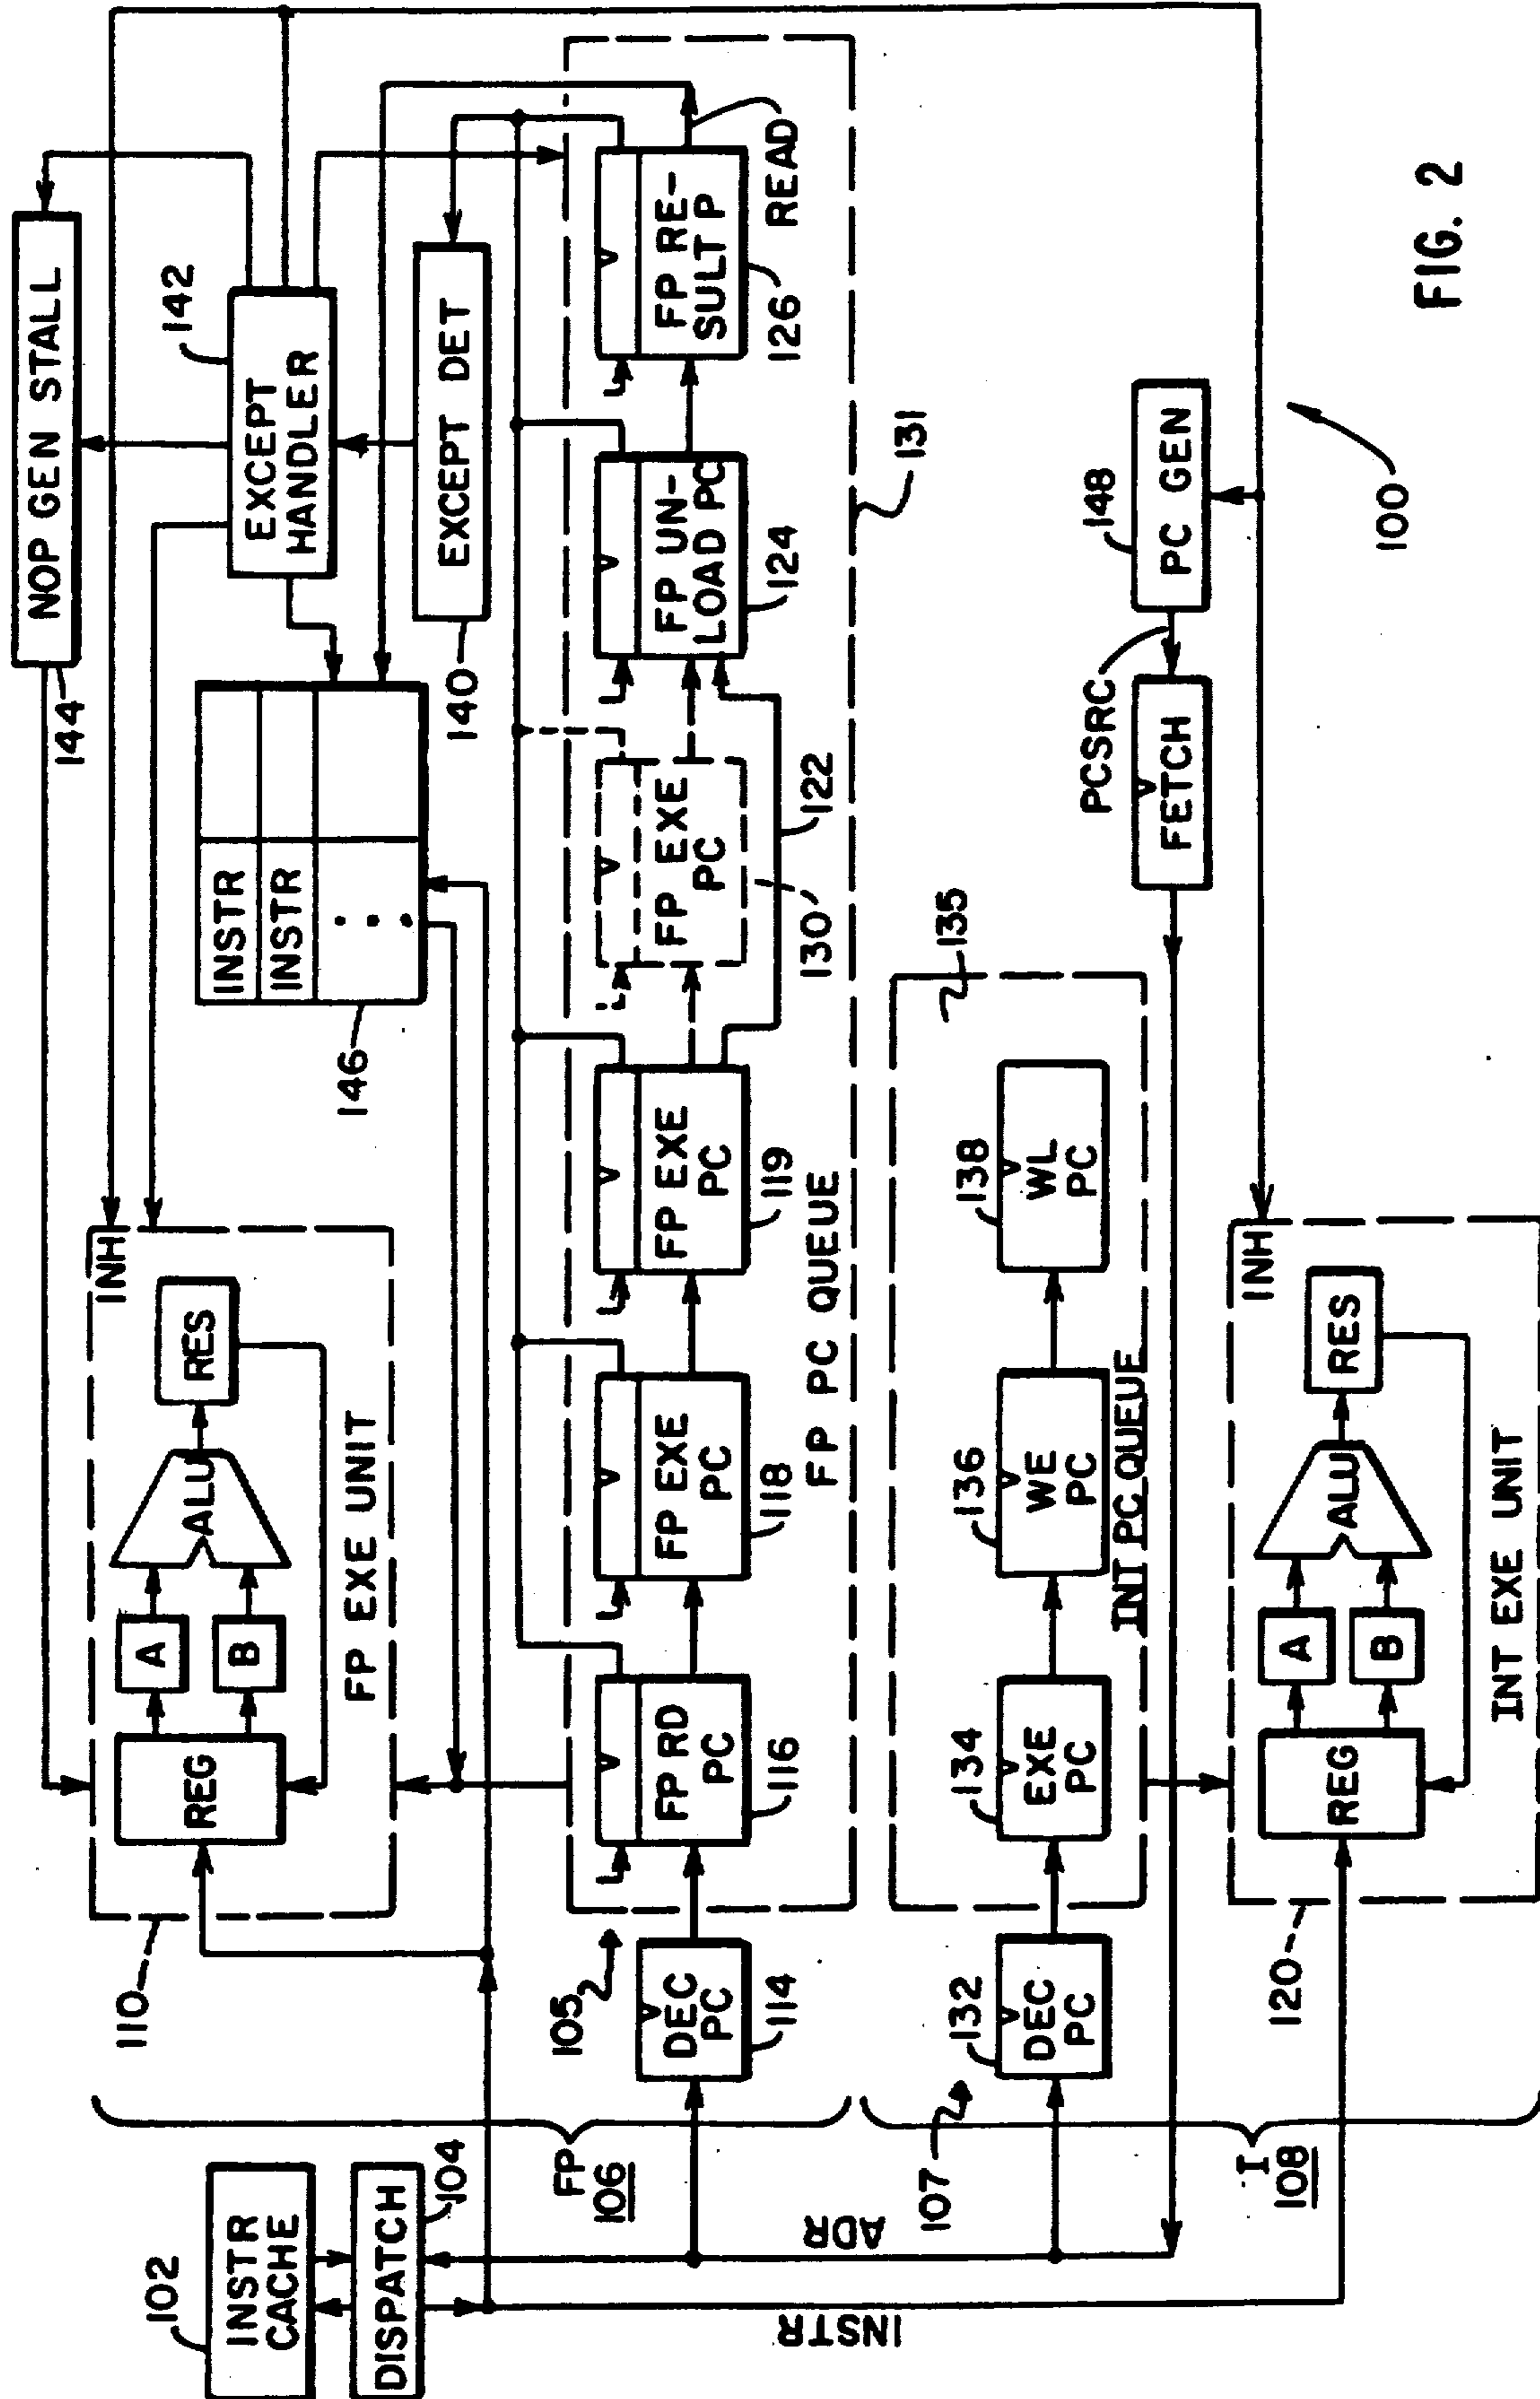 102
INSTR
CACHE
DISPATCH
104
INSTR
ADR
FP
106
107
I
108
110
REG
A
B
ALU
RES
INH
FP EXE UNIT
105
DEC
PC
114
FP RD
PC
116
FP EXE
PC
118
FP EXE
PC
119
FP EXE
PC
130
122
FP UN-
LOAD PC
124
FP RE-
SULT P
126
READ
FP PC QUEUE
131
144
NOP GEN STALL
142
EXCEPT
HANDLER
EXCEPT DET
140
INSTR
INSTR
146
132
DEC
PC
134
EXE
PC
136
WE
PC
138
WL
PC
135
INT PC QUEUE
PCSRC
FETCH
148
PC GEN
100
120
REG
A
B
ALU
RES
INH
INT EXE UNIT
FIG. 2